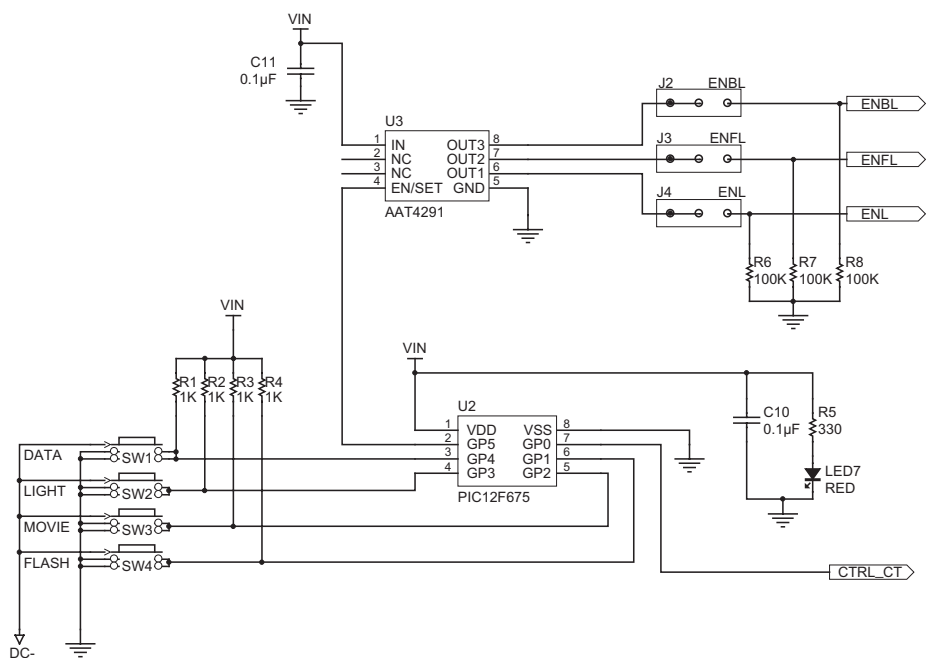 VIN
C11
0.1µF
J2 ENBL
ENBL
U3
1 IN OUT3 8
2 NC OUT2 7
3 NC OUT1 6
4 EN/SET GND 5
AAT4291
J3 ENFL
ENFL
J4 ENL
ENL
R6
100K
R7
100K
R8
100K
VIN
R1
1K
R2
1K
R3
1K
R4
1K
VIN
U2
1 VDD VSS 8
2 GP5 GP0 7
3 GP4 GP1 6
4 GP3 GP2 5
PIC12F675
C10
0.1µF
R5
330
LED7
RED
DATA SW1
LIGHT SW2
MOVIE SW3
FLASH SW4
CTRL_CT
DC-